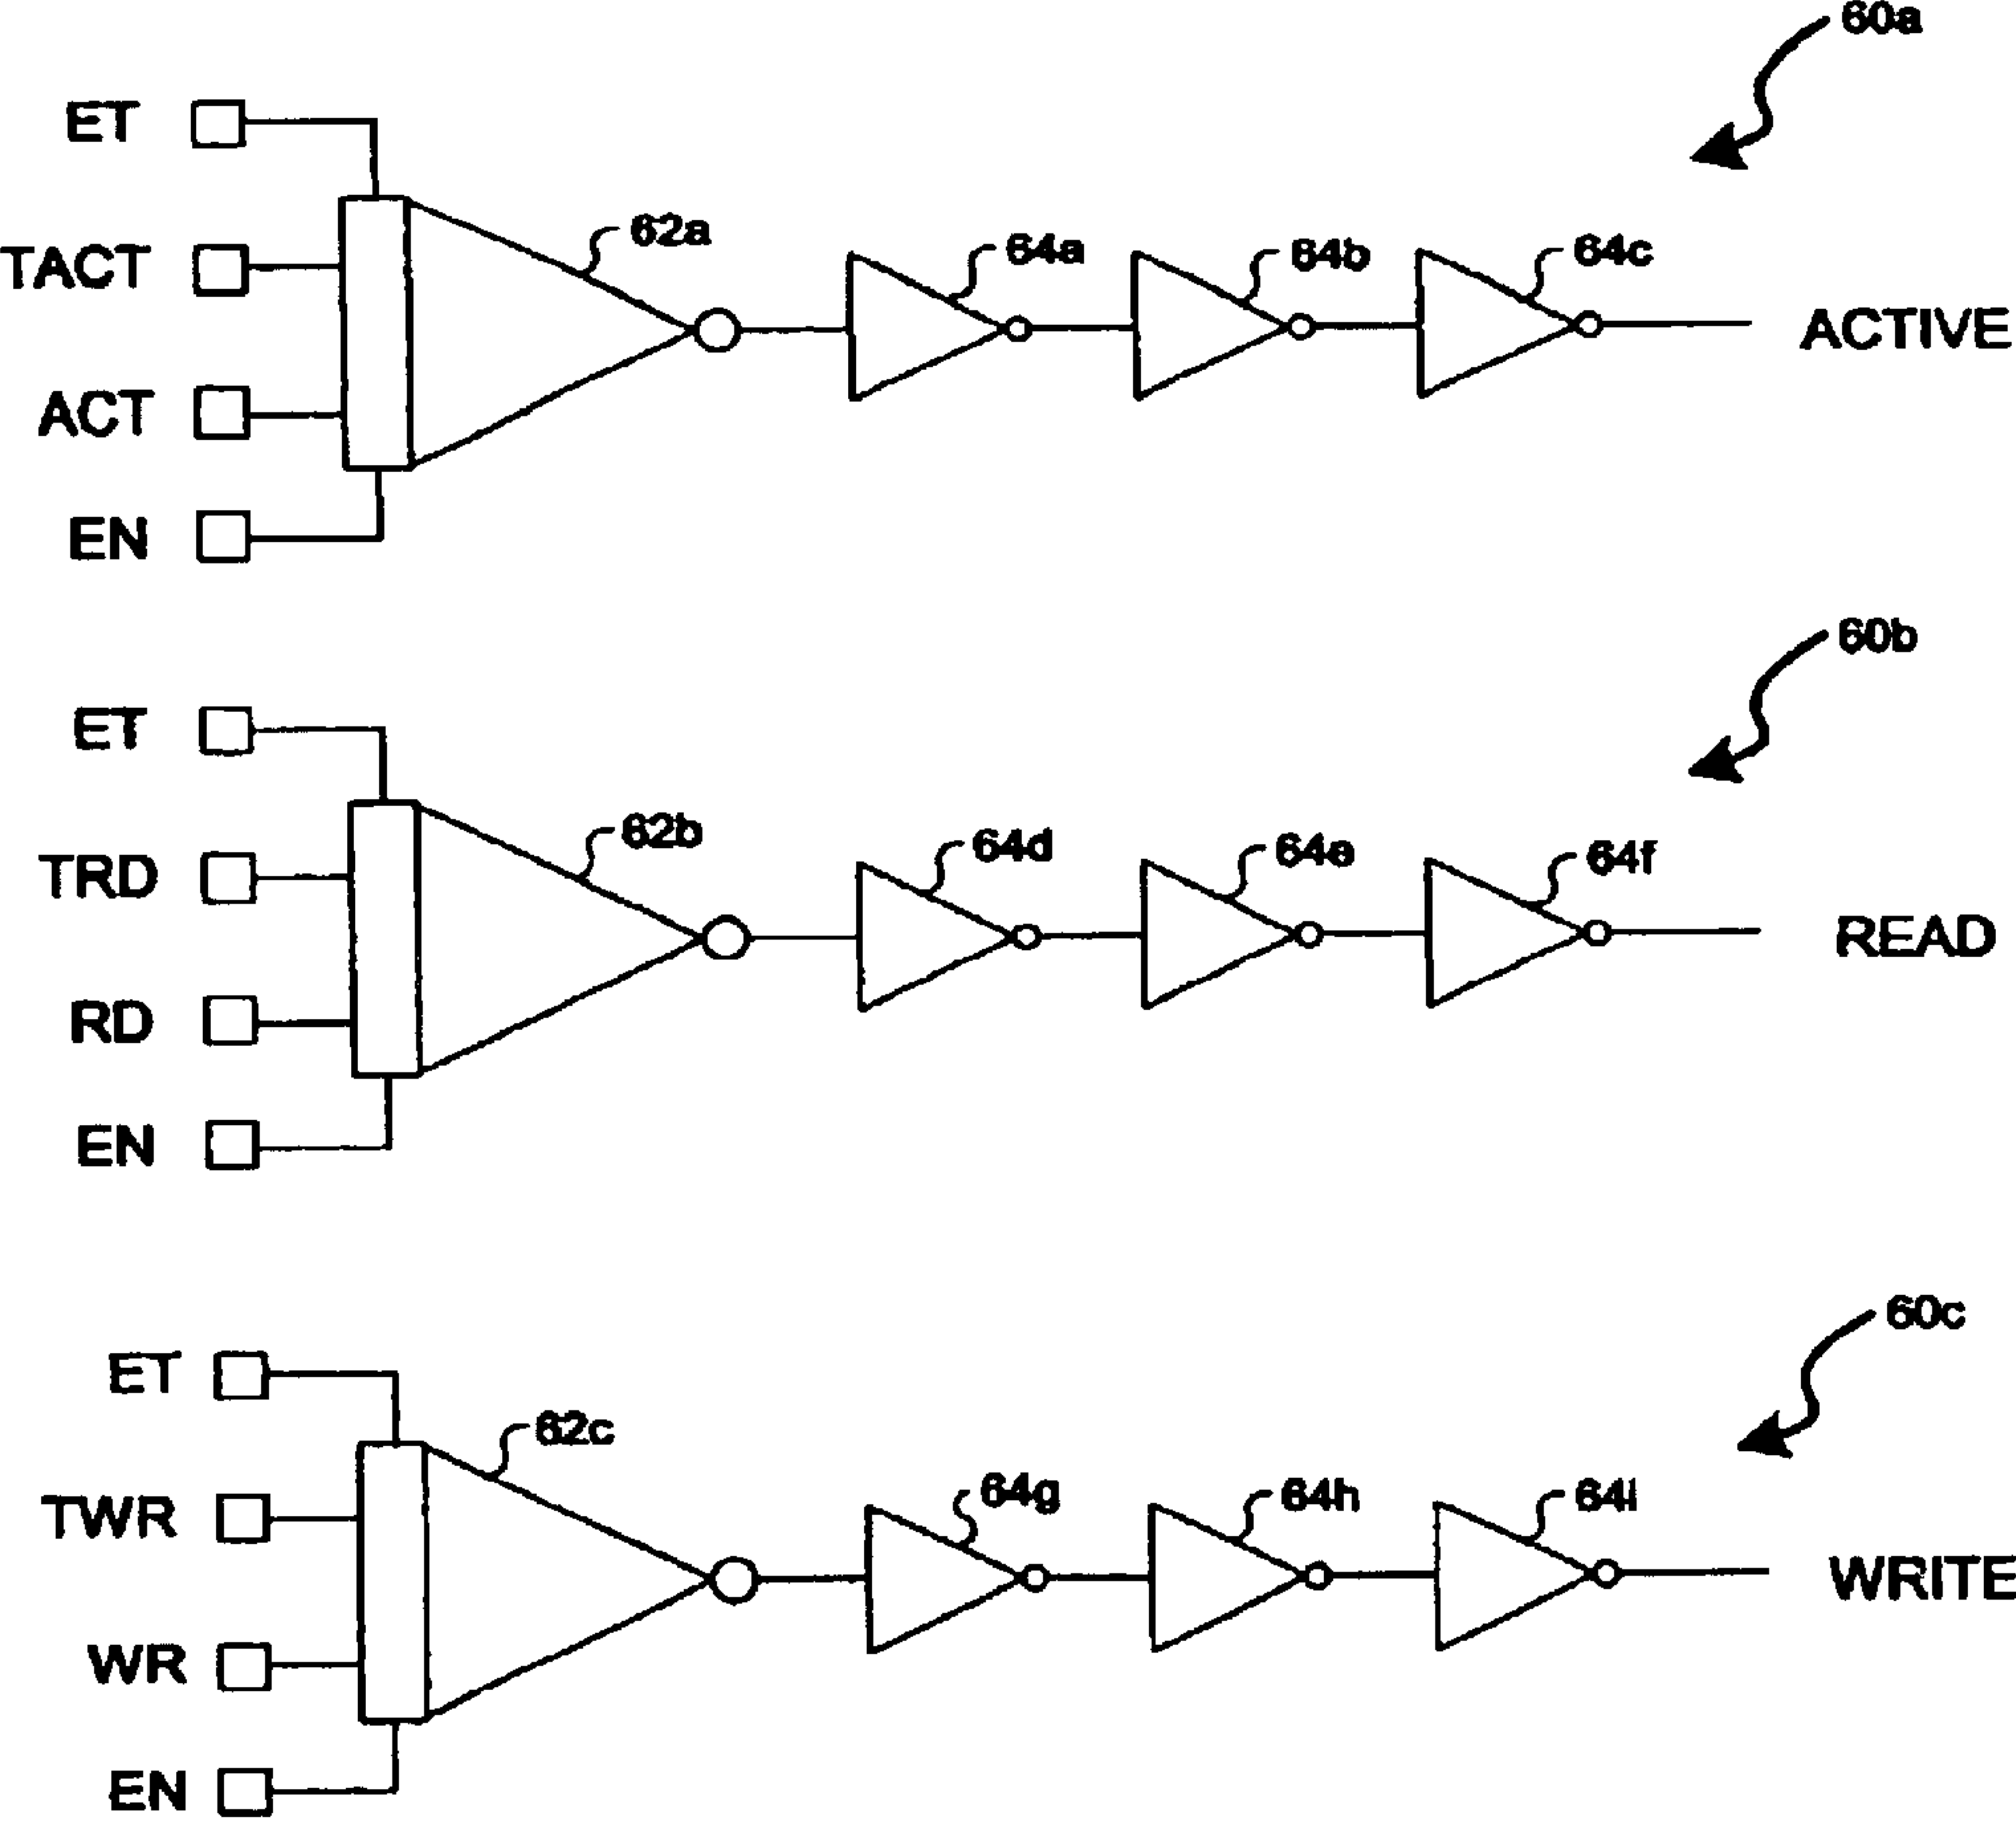 60a
ET
62a
TACT
64a
64b
64c
ACTIVE
ACT
EN
60b
ET
62b
TRD
64d
64e
64f
READ
RD
EN
60c
ET
62c
TWR
64g
64h
64i
WRITE
WR
EN